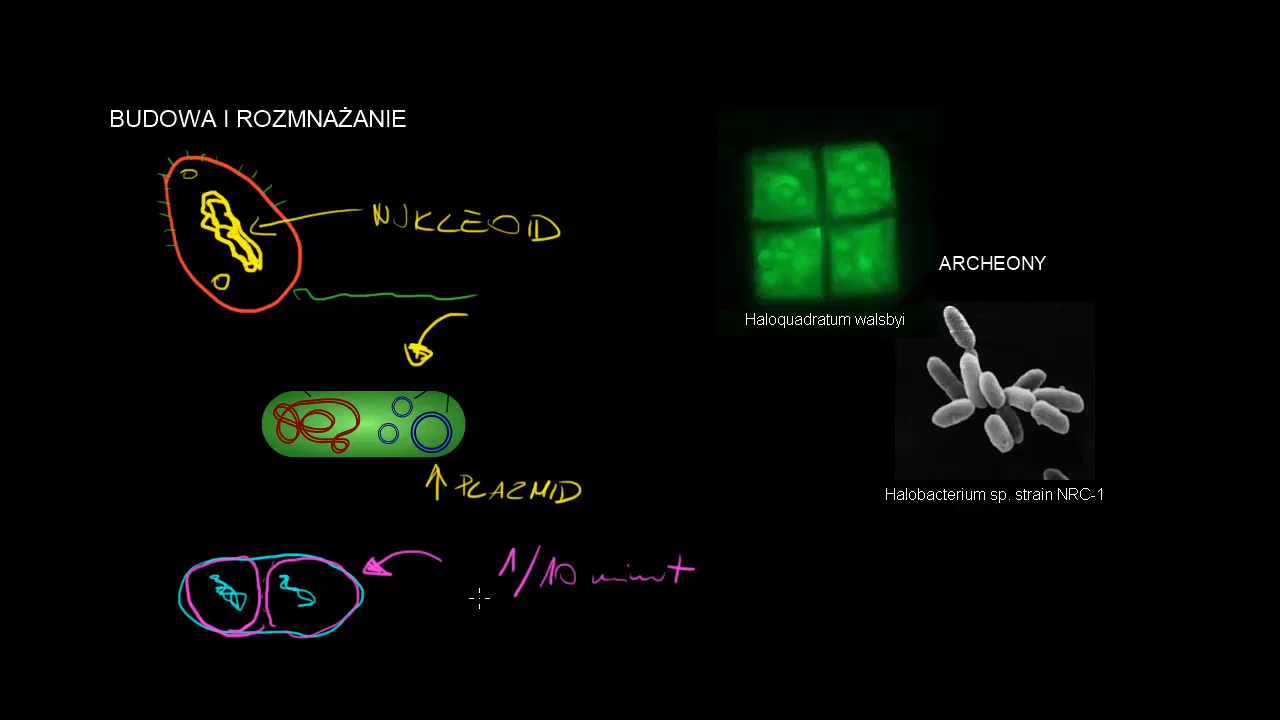 BUDOWA I ROZMNAŻANIE
NUKLEOID
PLAZMID
1/10 minut
ARCHEONY
Haloquadratum walsbyi
Halobacterium sp. strain NRC-1